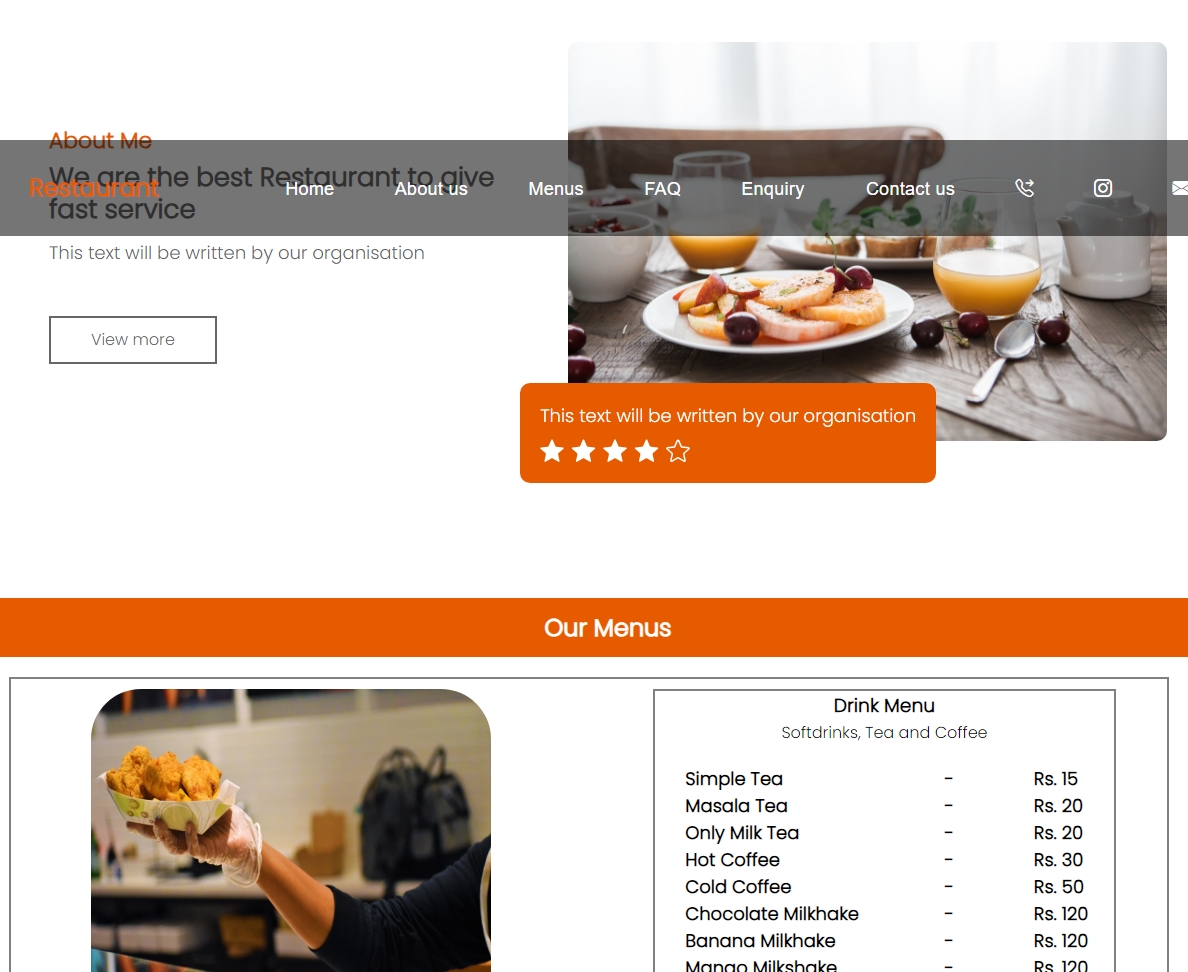 About Me
We are the best Restaurant to give
fast service
Restaurant
Home
About us
Menus
FAQ
Enquiry
Contact us
This text will be written by our organisation
View more
This text will be written by our organisation
Our Menus
Drink Menu
Softdrinks, Tea and Coffee
Simple Tea - Rs. 15
Masala Tea - Rs. 20
Only Milk Tea - Rs. 20
Hot Coffee - Rs. 30
Cold Coffee - Rs. 50
Chocolate Milkhake - Rs. 120
Banana Milkhake - Rs. 120
Mango Milkshake - Rs. 120